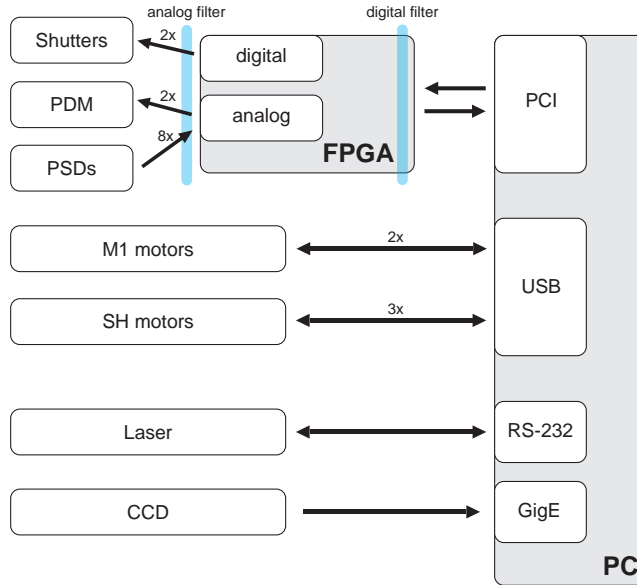 analog filter
digital filter
Shutters
2x
digital
PDM
2x
analog
PCI
8x
FPGA
PSDs
M1 motors
2x
USB
SH motors
3x
Laser
RS-232
CCD
GigE
PC